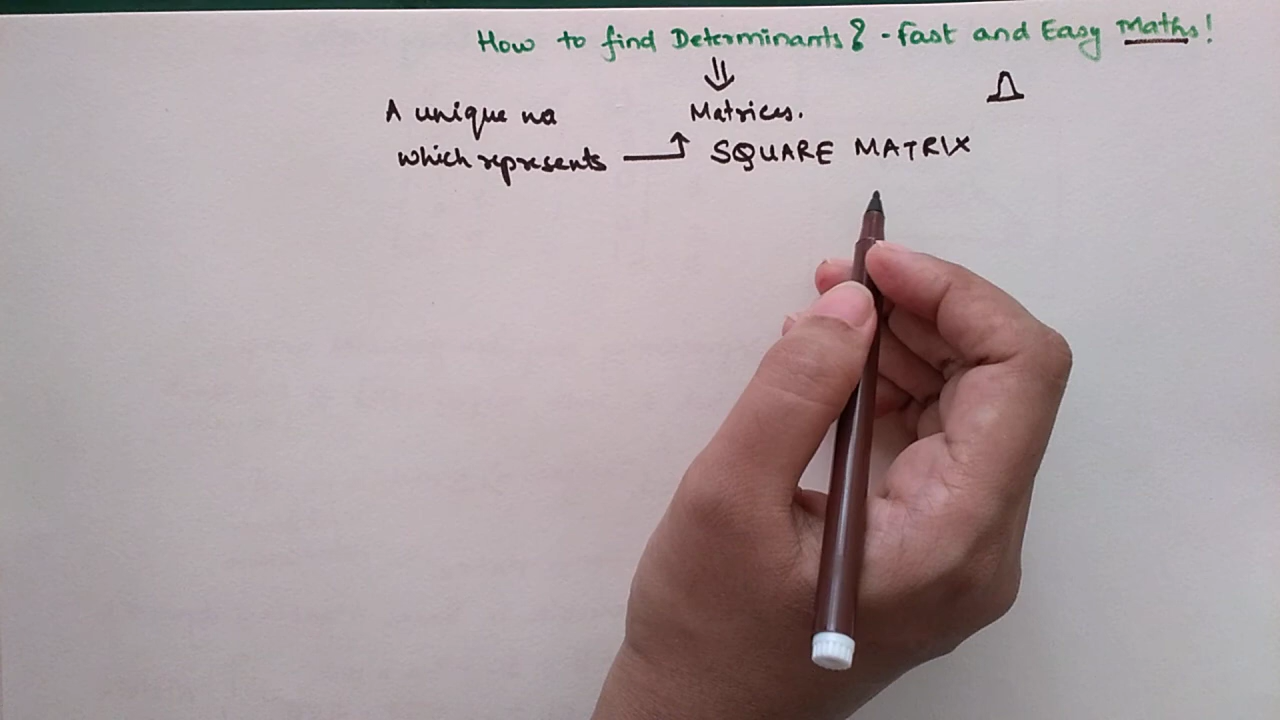 How to find Determinants? - fast and Easy Maths!
A unique no
which represents
Matrices.
SQUARE MATRIX